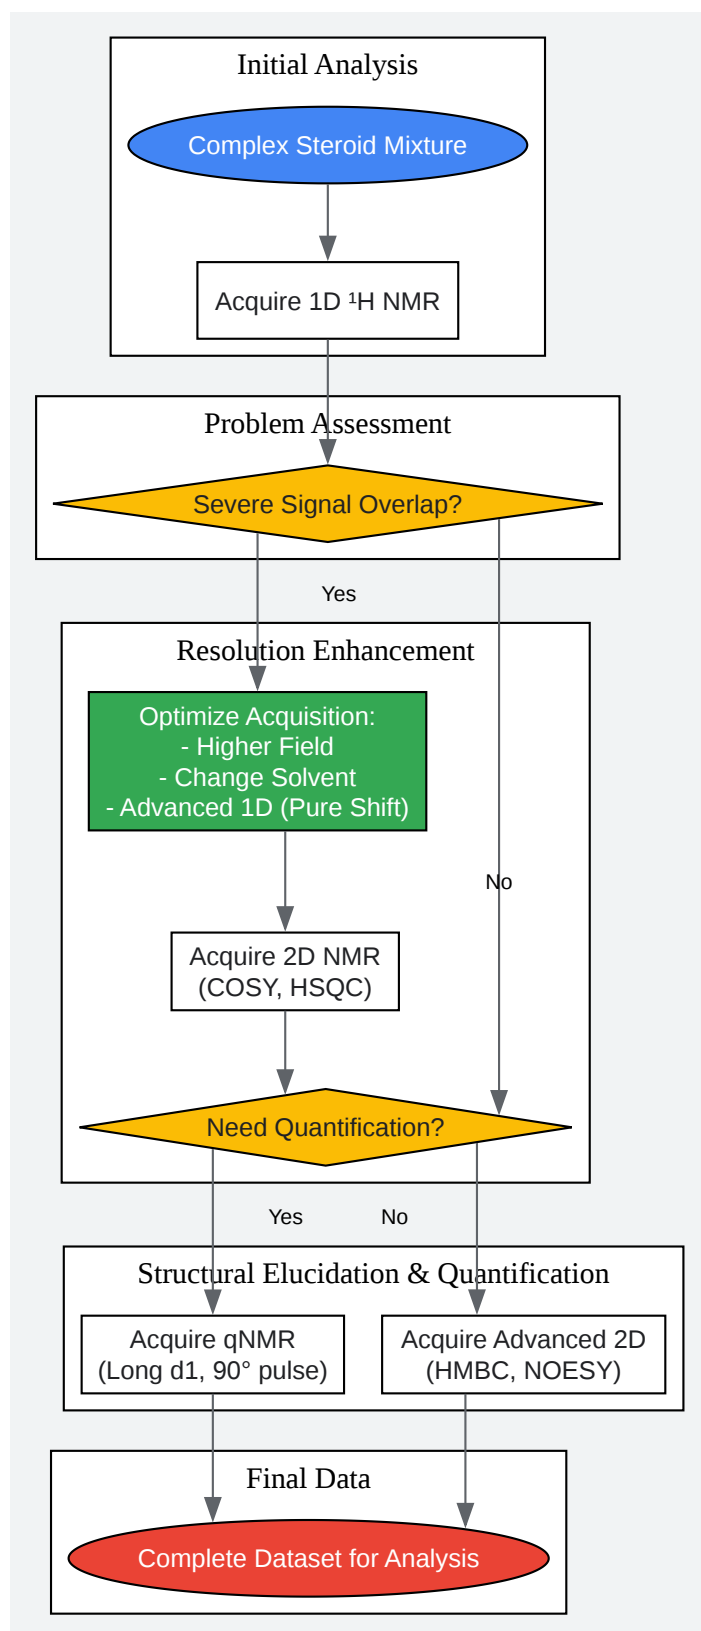 Initial Analysis
Complex Steroid Mixture
Acquire 1D ¹H NMR
Problem Assessment
Severe Signal Overlap?
Yes
Resolution Enhancement
Optimize Acquisition:
- Higher Field
- Change Solvent
- Advanced 1D (Pure Shift)
No
Acquire 2D NMR
(COSY, HSQC)
Need Quantification?
Yes
No
Structural Elucidation & Quantification
Acquire qNMR
(Long d1, 90° pulse)
Acquire Advanced 2D
(HMBC, NOESY)
Final Data
Complete Dataset for Analysis